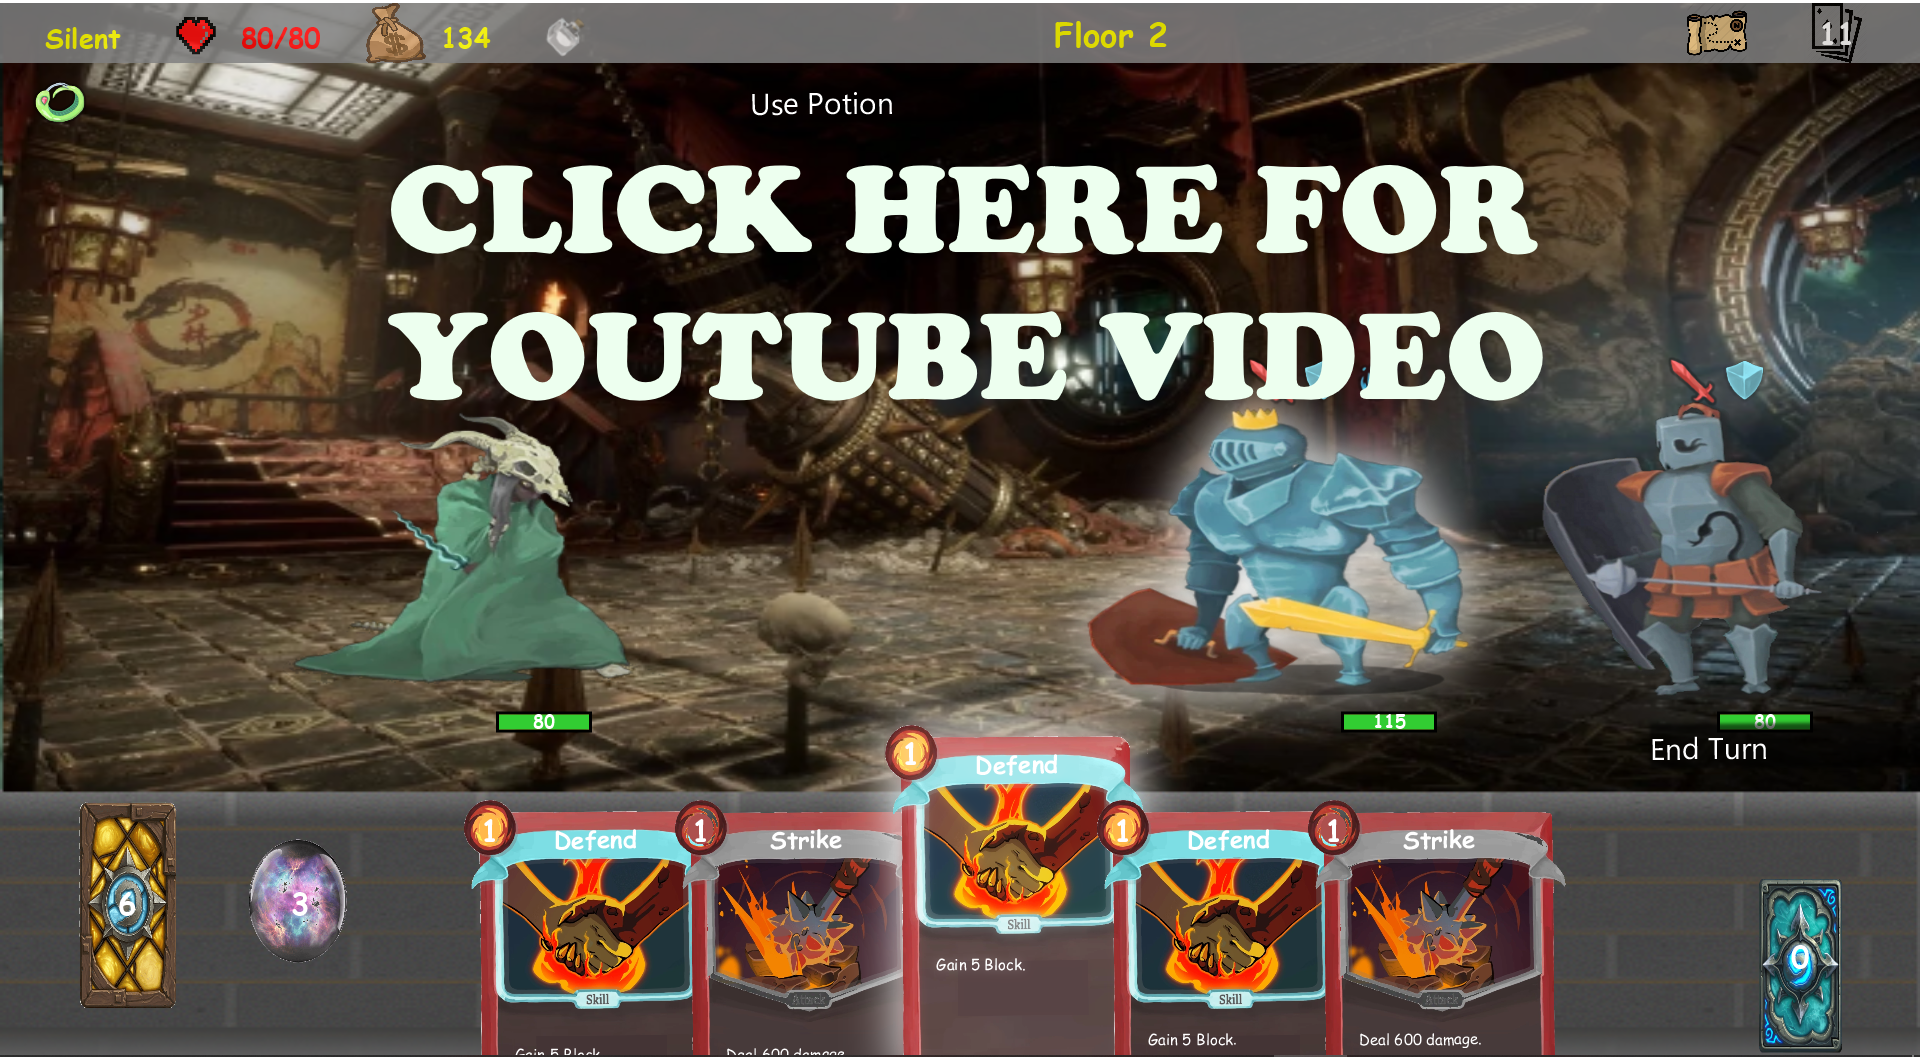 Silent
80/80
134
Floor 2
11
Use Potion
CLICK HERE FOR
YOUTUBE VIDEO
80
115
80
End Turn
6
3
1
Defend
Skill
Gain 5 Block.
1
Strike
Attack
Deal 600 damage.
1
Defend
Skill
Gain 5 Block.
1
Defend
Skill
Gain 5 Block.
1
Strike
Attack
Deal 600 damage.